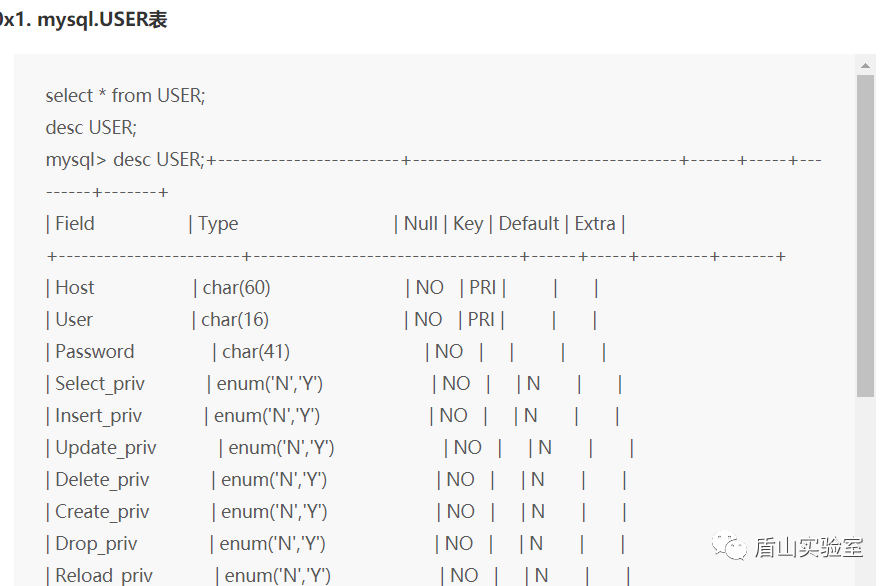 0x1. mysql.USER表
select * from USER;
desc USER;
mysql> desc USER;+------------------------+-----------------------------------+------+-----+---
------+-------+
| Field | Type | Null | Key | Default | Extra |
+------------------------+-----------------------------------+------+-----+---------+-------+
| Host | char(60) | NO | PRI | | |
| User | char(16) | NO | PRI | | |
| Password | char(41) | NO | | | |
| Select_priv | enum('N','Y') | NO | | N | |
| Insert_priv | enum('N','Y') | NO | | N | |
| Update_priv | enum('N','Y') | NO | | N | |
| Delete_priv | enum('N','Y') | NO | | N | |
| Create_priv | enum('N','Y') | NO | | N | |
| Drop_priv | enum('N','Y') | NO | | N | |
| Reload_priv | enum('N','Y') | NO | | N | |
盾山实验室